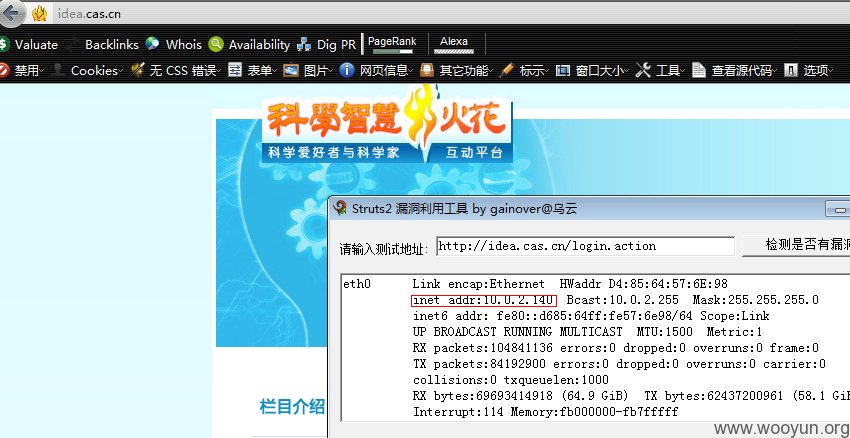 idea.cas.cn
Valuate Backlinks Whois Availability Dig PR PageRank Alexa
禁用 Cookies 无 CSS 错误 表单 图片 网页信息 其它功能 标示 窗口大小 工具 查看源代码 选项
科學智慧火花
科学爱好者与科学家 互动平台
Struts2 漏洞利用工具 by gainover@乌云
请输入测试地址: http://idea.cas.cn/login.action 检测是否有漏洞
eth0 Link encap:Ethernet HWaddr D4:85:64:57:6E:98
inet addr:10.0.2.140 Bcast:10.0.2.255 Mask:255.255.255.0
inet6 addr: fe80::d685:64ff:fe57:6e98/64 Scope:Link
UP BROADCAST RUNNING MULTICAST MTU:1500 Metric:1
RX packets:104841136 errors:0 dropped:0 overruns:0 frame:0
TX packets:84192900 errors:0 dropped:0 overruns:0 carrier:0
collisions:0 txqueuelen:1000
RX bytes:69693414918 (64.9 GiB) TX bytes:62437200961 (58.1 GiB
Interrupt:114 Memory:fb000000-fb7fffff
栏目介绍
www.wooyun.org